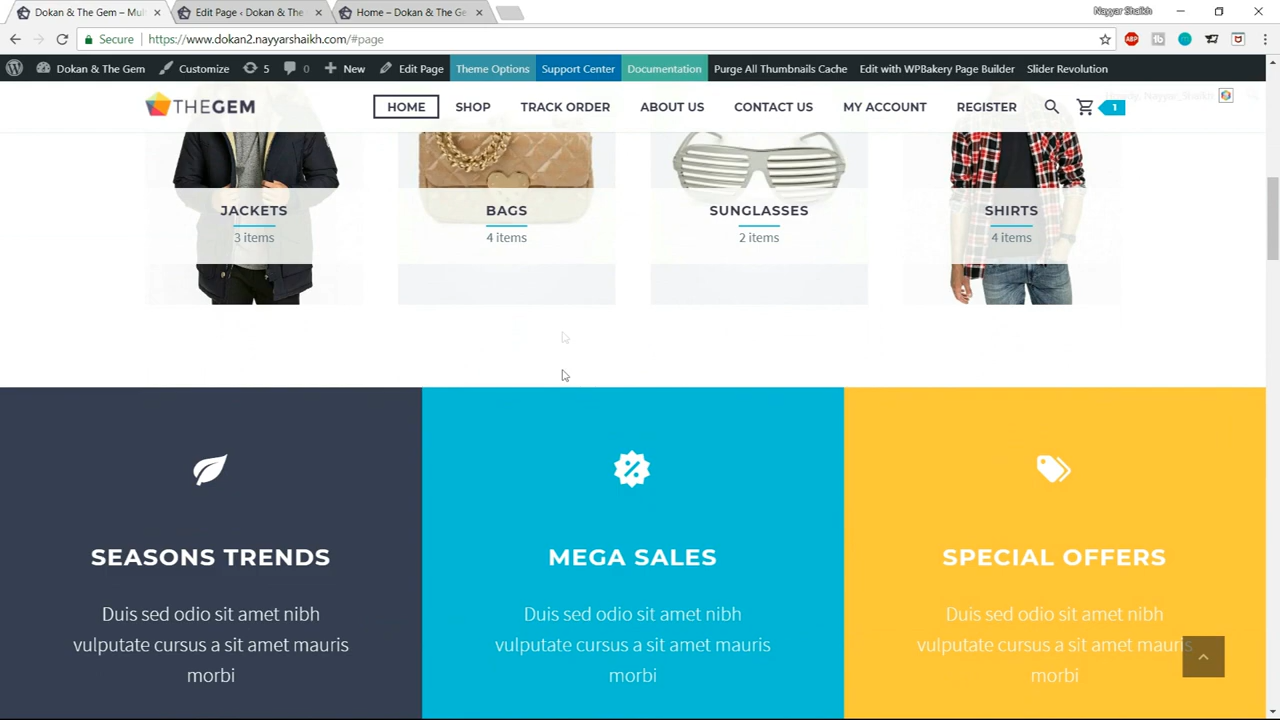 Dokan & The Gem – Mul
Edit Page ‹ Dokan & The
Home – Dokan & The Ge
Nayyar Shaikh
Secure
https://www.dokan2.nayyarshaikh.com/#page
Dokan & The Gem
Customize
5
0
New
Edit Page
Theme Options
Support Center
Documentation
Purge All Thumbnails Cache
Edit with WPBakery Page Builder
Slider Revolution
Howdy, Nayyar_Shaikh
THEGEM
HOME
SHOP
TRACK ORDER
ABOUT US
CONTACT US
MY ACCOUNT
REGISTER
1
JACKETS
3 items
BAGS
4 items
SUNGLASSES
2 items
SHIRTS
4 items
SEASONS TRENDS
Duis sed odio sit amet nibh
vulputate cursus a sit amet mauris
morbi
MEGA SALES
Duis sed odio sit amet nibh
vulputate cursus a sit amet mauris
morbi
SPECIAL OFFERS
Duis sed odio sit amet nibh
vulputate cursus a sit amet mauris
morbi